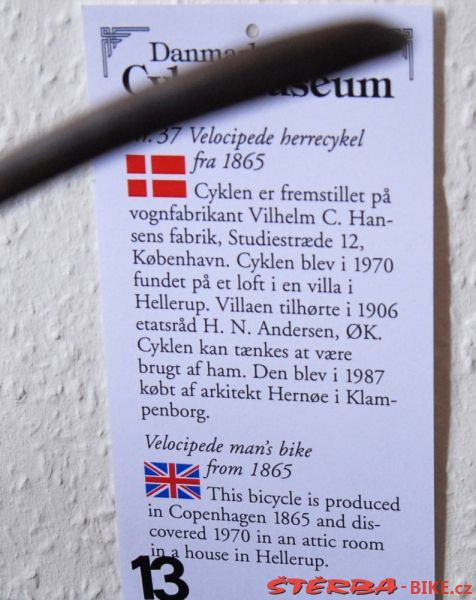 37 Velocipede herrecykel
fra 1865
Cyklen er fremstillet på
vognfabrikant Vilhelm C. Han-
sens fabrik, Studiestræde 12,
København. Cyklen blev i 1970
fundet på et loft i en villa i
Hellerup. Villaen tilhørte i 1906
etatsråd H. N. Andersen, ØK.
Cyklen kan tænkes at være
brugt af ham. Den blev i 1987
købt af arkitekt Hernøe i Klam-
penborg.
Velocipede man's bike
from 1865
This bicycle is produced
in Copenhagen 1865 and dis-
covered 1970 in an attic room
in a house in Hellerup.
13
ŠTĚRBA-BIKE.cz